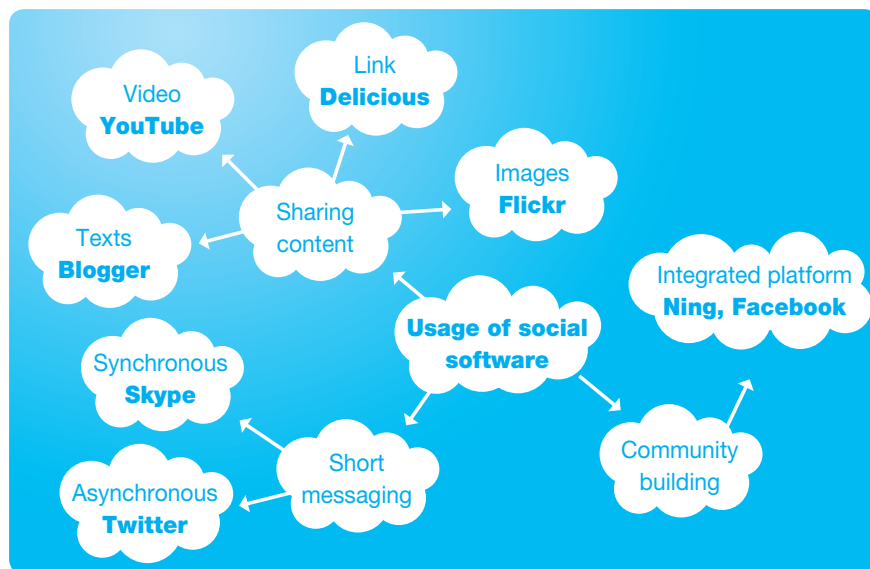 Link
Delicious
Video
YouTube
Images
Flickr
Sharing
content
Texts
Blogger
Integrated platform
Ning, Facebook
Usage of social
software
Synchronous
Skype
Short
messaging
Community
building
Asynchronous
Twitter